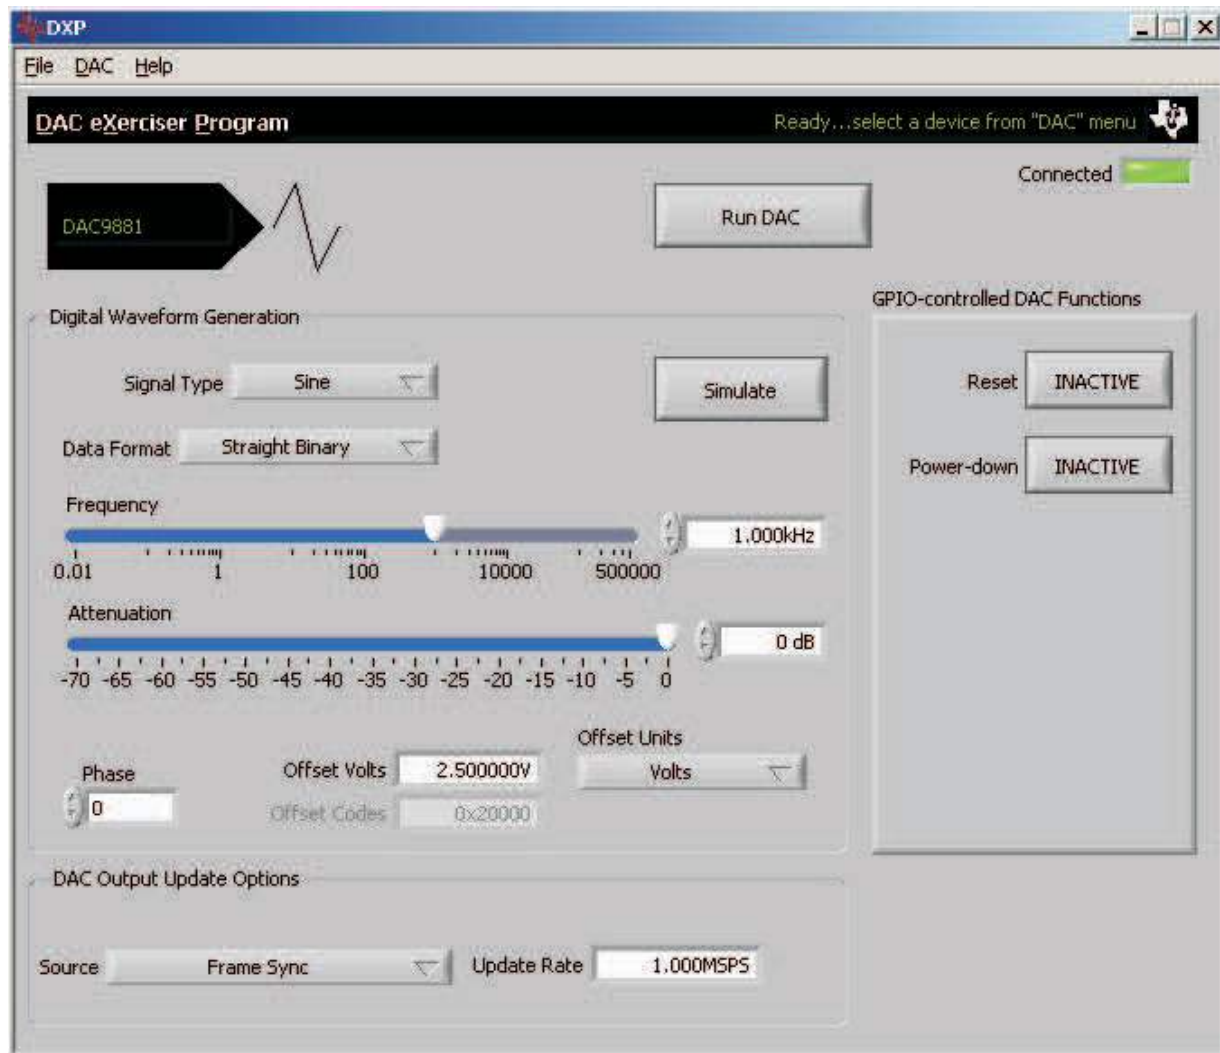 DXP
File DAC Help
DAC eXerciser Program Ready...select a device from "DAC" menu
Connected
DAC9881
Run DAC
GPIO-controlled DAC Functions
Digital Waveform Generation
Signal Type Sine
Simulate
Reset INACTIVE
Data Format Straight Binary
Power-down INACTIVE
Frequency
1.000kHz
0.01 1 100 10000 500000
Attenuation
0 dB
-70 -65 -60 -55 -50 -45 -40 -35 -30 -25 -20 -15 -10 -5 0
Offset Units
Phase
Offset Volts 2.500000V
Volts
0
Offset Codes 0x20000
DAC Output Update Options
Source Frame Sync Update Rate 1.000MSPS